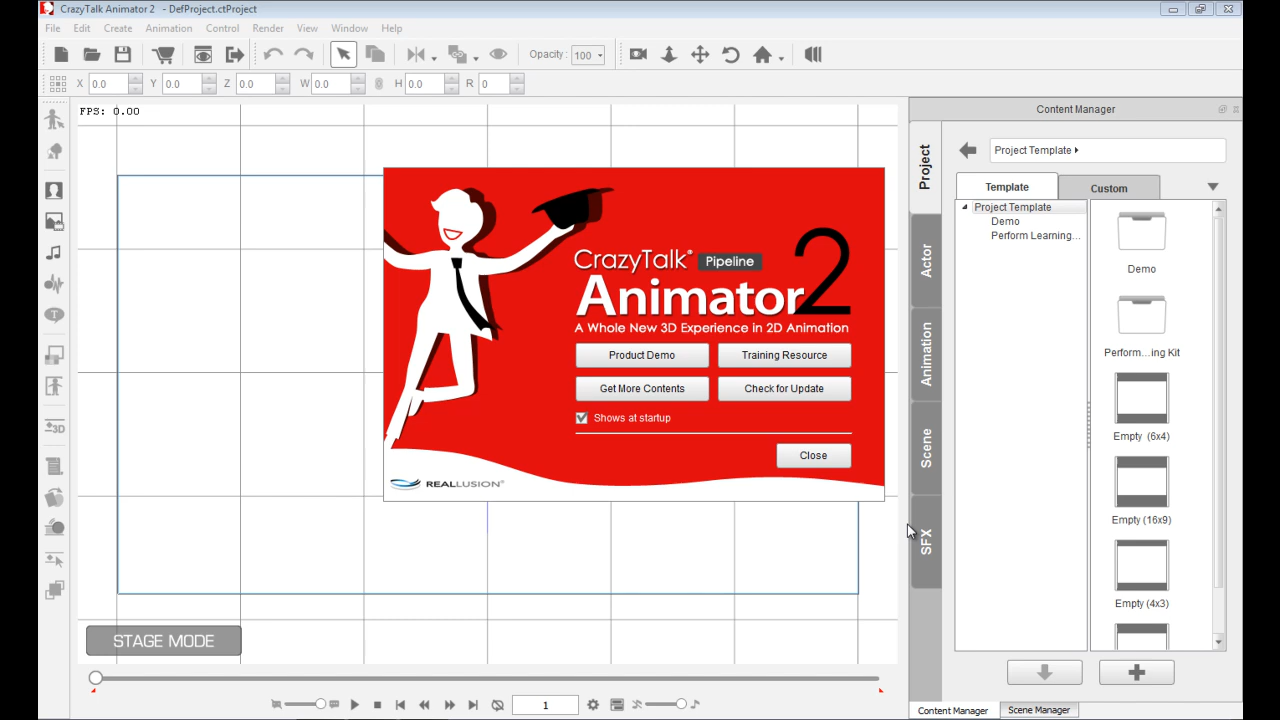 CrazyTalk Animator 2 - DefProject.ctProject
File Edit Create Animation Control Render View Window Help
Opacity: 100
X 0.0 Y 0.0 Z 0.0 W 0.0 H 0.0 R 0
FPS: 0.00
Content Manager
Project
Actor
Animation
Scene
SFX
Project Template
Template Custom
Project Template
Demo
Perform Learning...
Demo
Perform...ing Kit
Empty (6x4)
Empty (16x9)
Empty (4x3)
CrazyTalk® Pipeline
Animator 2
A Whole New 3D Experience in 2D Animation
Product Demo Training Resource
Get More Contents Check for Update
Shows at startup
Close
REALLUSION®
STAGE MODE
1
Content Manager Scene Manager